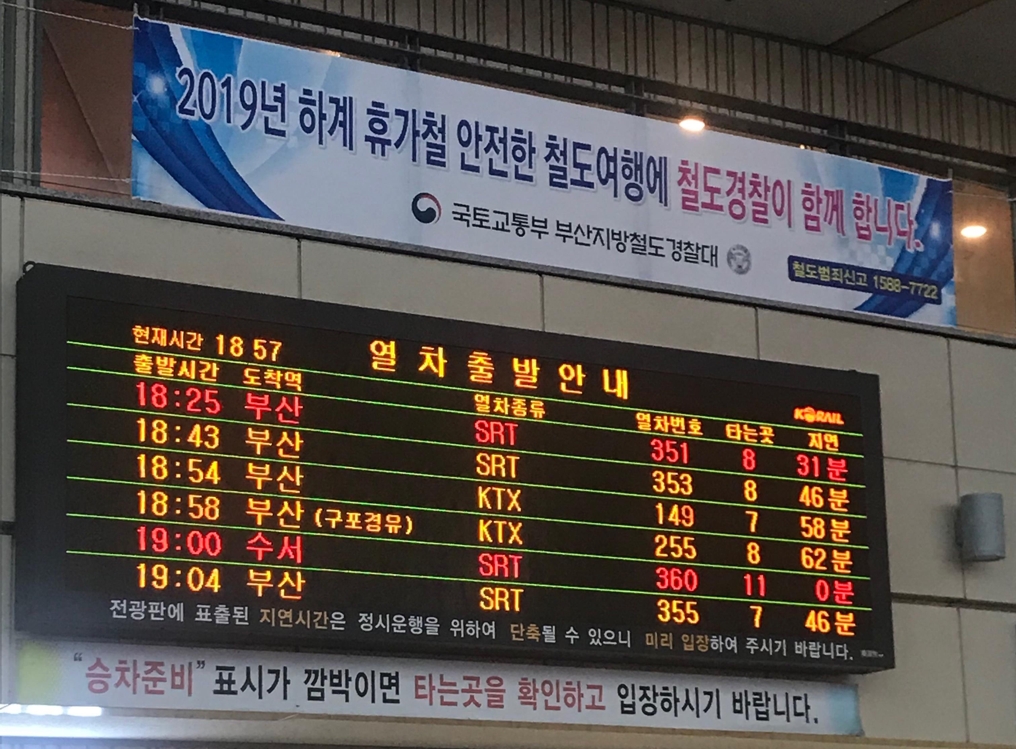 2019년 하계 휴가철 안전한 철도여행에 철도경찰이 함께 합니다.
국토교통부 부산지방철도경찰대
철도범죄신고 1588-7722
현재시간 18 57 열차출발안내 KORAIL
출발시간 도착역 열차종류 열차번호 타는곳 지연
18:25 부산 SRT 351 8 31분
18:43 부산 SRT 353 8 46분
18:54 부산 KTX 149 7 58분
18:58 부산 (구포경유) KTX 255 8 62분
19:00 수서 SRT 360 11 0분
19:04 부산 SRT 355 7 46분
전광판에 표출된 지연시간은 정시운행을 위하여 단축될 수 있으니 미리 입장하여 주시기 바랍니다.
"승차준비" 표시가 깜박이면 타는곳을 확인하고 입장하시기 바랍니다.